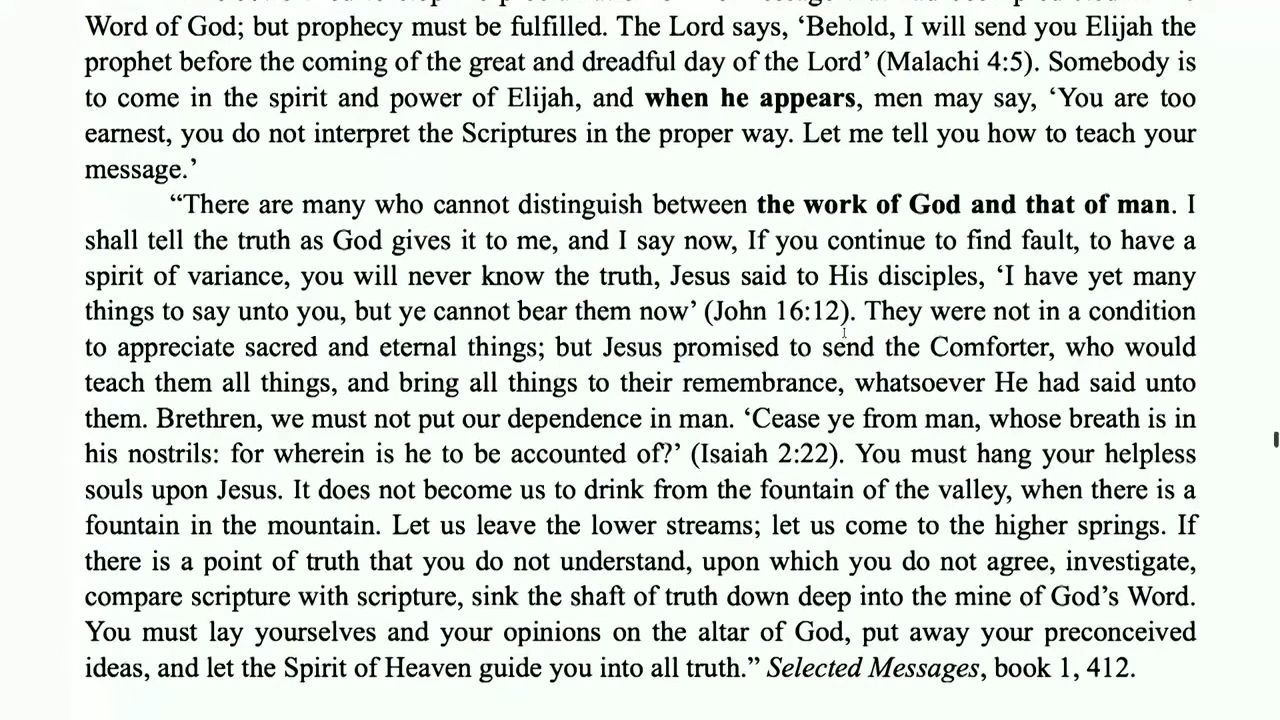 Word of God; but prophecy must be fulfilled. The Lord says, ‘Behold, I will send you Elijah the
prophet before the coming of the great and dreadful day of the Lord’ (Malachi 4:5). Somebody is
to come in the spirit and power of Elijah, and when he appears, men may say, ‘You are too
earnest, you do not interpret the Scriptures in the proper way. Let me tell you how to teach your
message.’
“There are many who cannot distinguish between the work of God and that of man. I
shall tell the truth as God gives it to me, and I say now, If you continue to find fault, to have a
spirit of variance, you will never know the truth, Jesus said to His disciples, ‘I have yet many
things to say unto you, but ye cannot bear them now’ (John 16:12). They were not in a condition
to appreciate sacred and eternal things; but Jesus promised to send the Comforter, who would
teach them all things, and bring all things to their remembrance, whatsoever He had said unto
them. Brethren, we must not put our dependence in man. ‘Cease ye from man, whose breath is in
his nostrils: for wherein is he to be accounted of?’ (Isaiah 2:22). You must hang your helpless
souls upon Jesus. It does not become us to drink from the fountain of the valley, when there is a
fountain in the mountain. Let us leave the lower streams; let us come to the higher springs. If
there is a point of truth that you do not understand, upon which you do not agree, investigate,
compare scripture with scripture, sink the shaft of truth down deep into the mine of God’s Word.
You must lay yourselves and your opinions on the altar of God, put away your preconceived
ideas, and let the Spirit of Heaven guide you into all truth.” Selected Messages, book 1, 412.